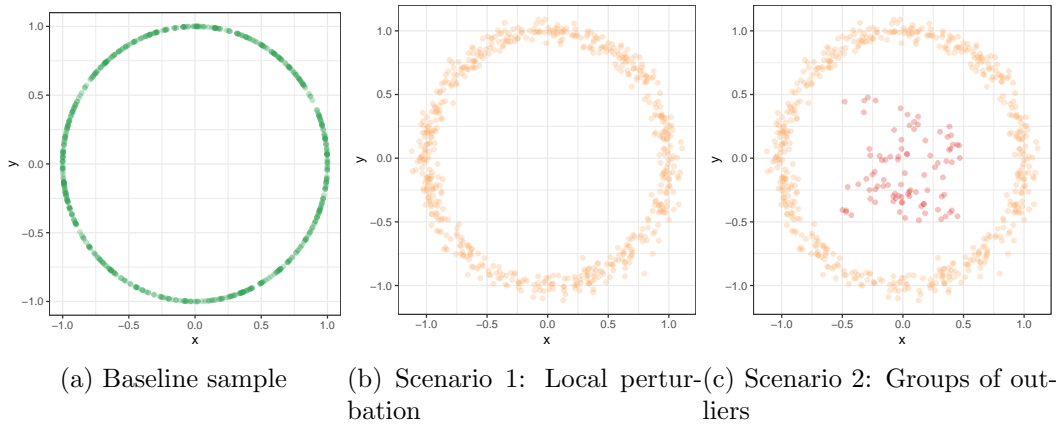 1.0
0.5
0.0
−0.5
−1.0
y
−1.0 −0.5 0.0 0.5 1.0
x
1.0
0.5
0.0
−0.5
−1.0
y
−1.0 −0.5 0.0 0.5 1.0
x
1.0
0.5
0.0
−0.5
−1.0
y
−1.0 −0.5 0.0 0.5 1.0
x
(a) Baseline sample
(b) Scenario 1: Local pertur-
bation
(c) Scenario 2: Groups of out-
liers